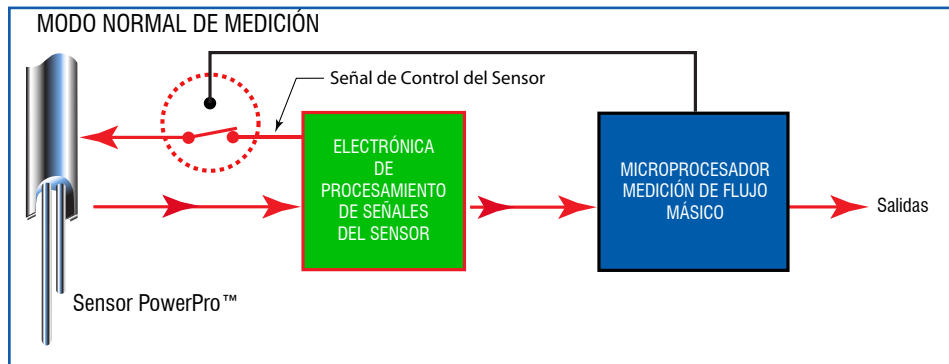 MODO NORMAL DE MEDICIÓN
Señal de Control del Sensor
ELECTRÓNICA
DE
PROCESAMIENTO
DE SEÑALES
DEL SENSOR
MICROPROCESADOR
MEDICIÓN DE FLUJO
MÁSICO
Salidas
Sensor PowerPro™